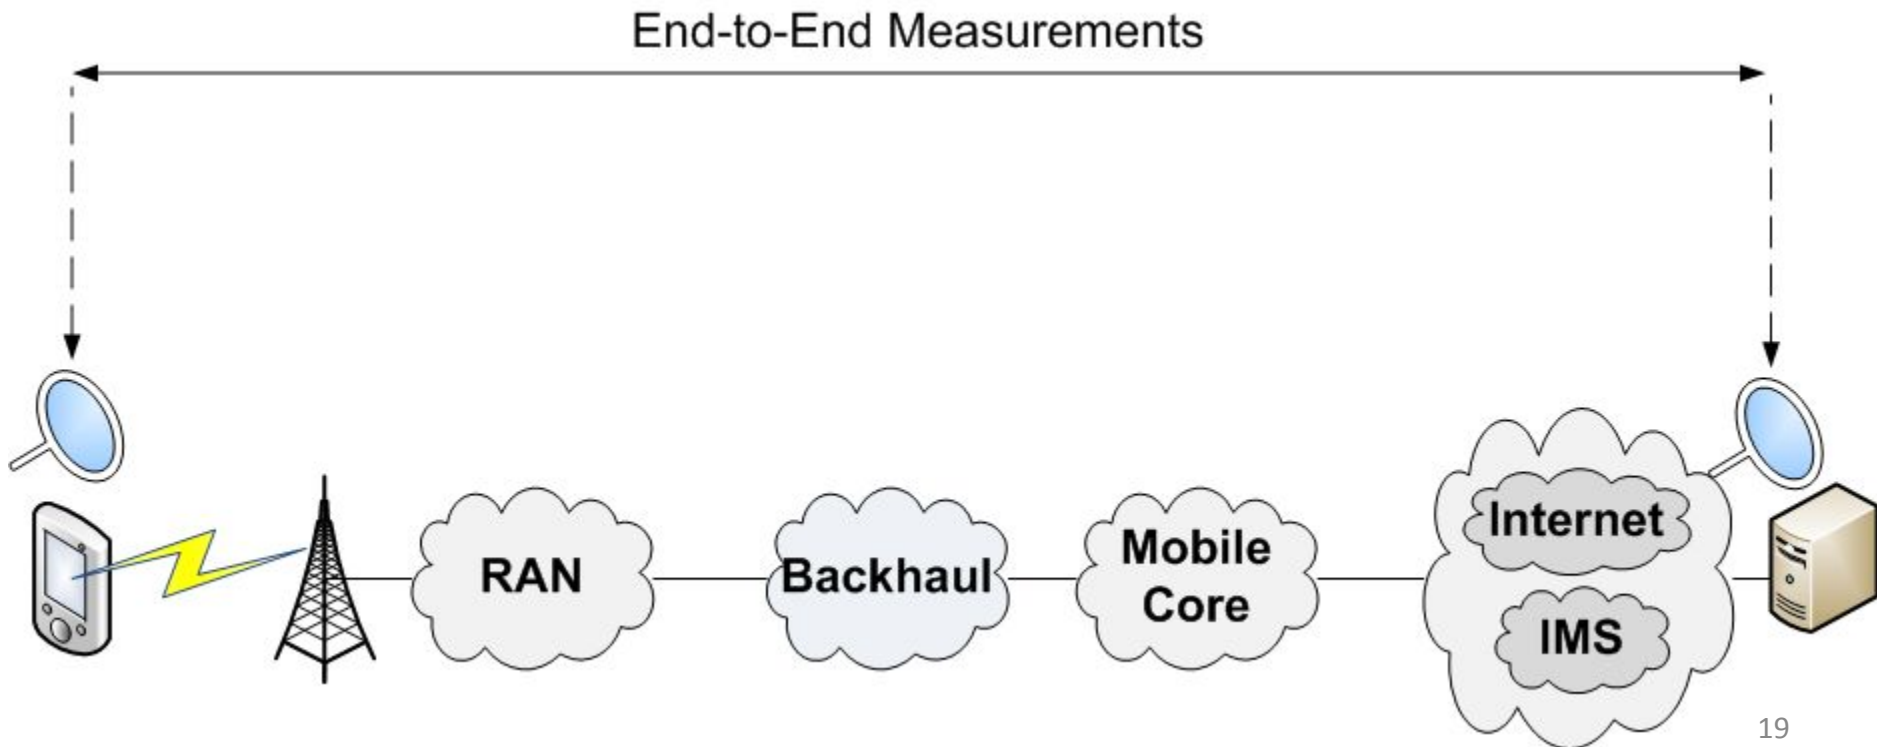 End-to-End Measurements
RAN
Backhaul
Mobile
Core
Internet
IMS
19